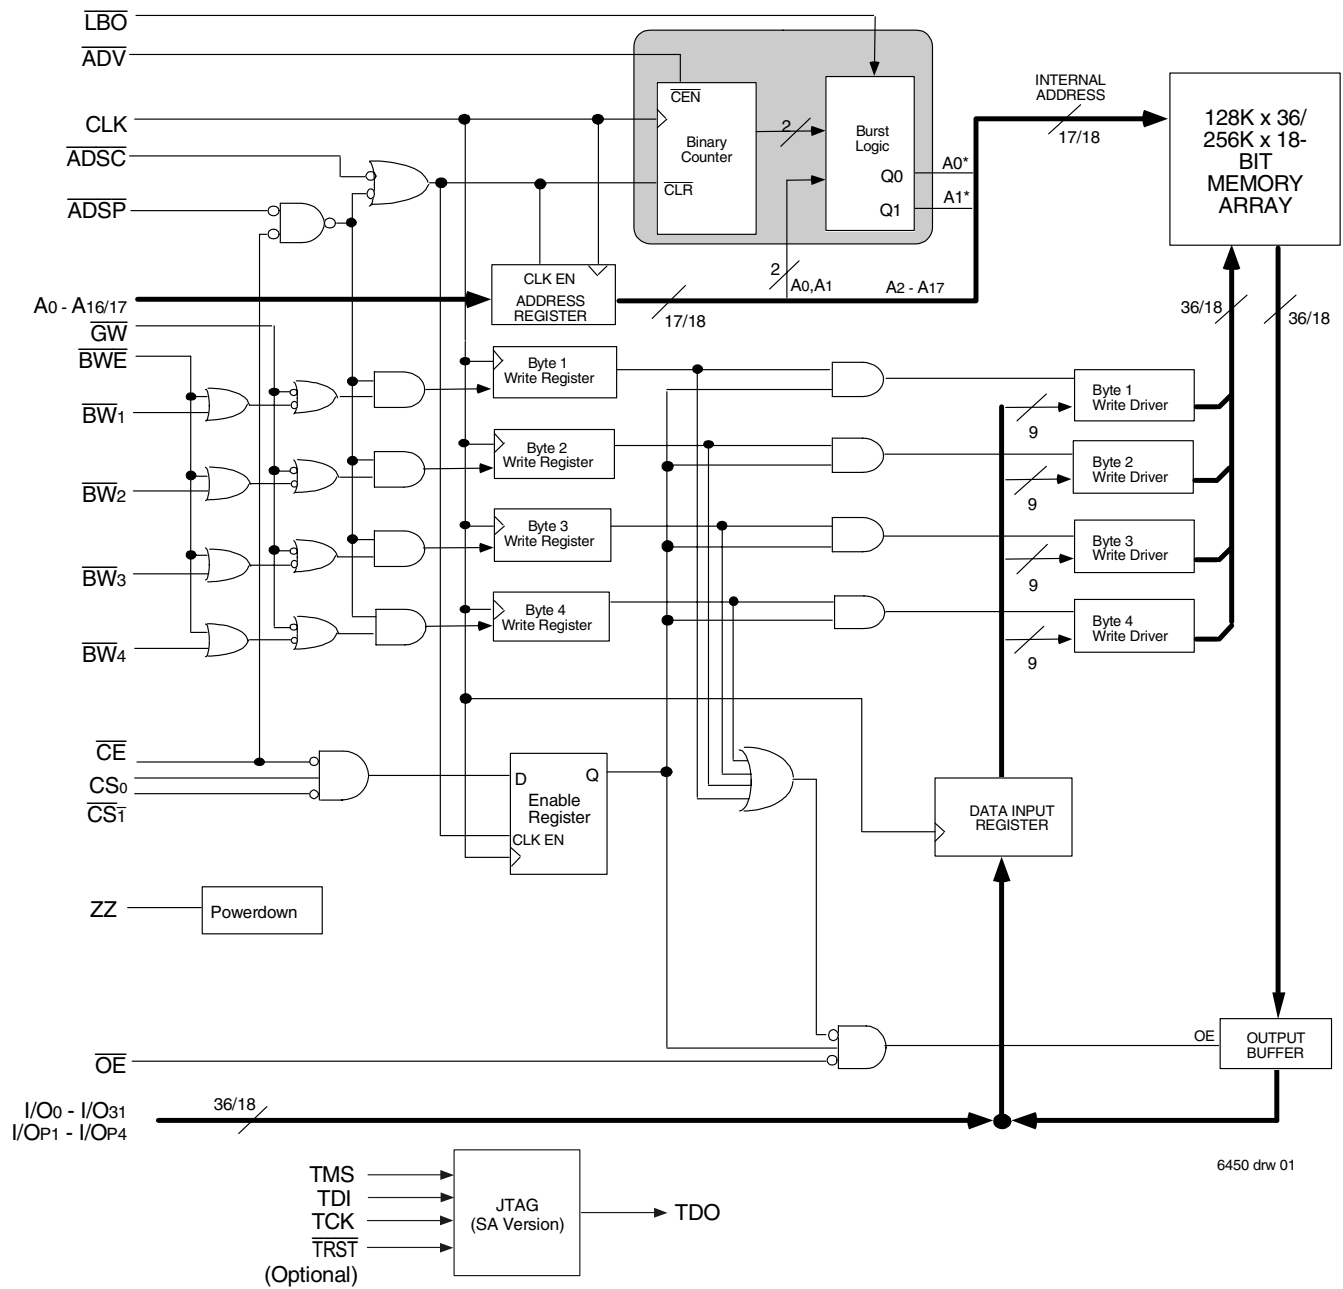 LBO
ADV
CLK
ADSC
ADSP
CEN
Binary
Counter
CLR
2
Burst
Logic
Q0
Q1
A0*
A1*
INTERNAL
ADDRESS
17/18
128K x 36/
256K x 18-
BIT
MEMORY
ARRAY
CLK EN
ADDRESS
REGISTER
2
A0,A1
A2 - A17
17/18
A0 - A16/17
GW
BWE
BW1
BW2
BW3
BW4
36/18
36/18
Byte 1
Write Register
Byte 2
Write Register
Byte 3
Write Register
Byte 4
Write Register
Byte 1
Write Driver
9
Byte 2
Write Driver
9
Byte 3
Write Driver
9
Byte 4
Write Driver
9
CE
CS0
CS1
D
Q
Enable
Register
CLK EN
DATA INPUT
REGISTER
ZZ
Powerdown
OE
OE
OUTPUT
BUFFER
I/O0 - I/O31
I/OP1 - I/OP4
36/18
6450 drw 01
TMS
TDI
TCK
TRST
(Optional)
JTAG
(SA Version)
TDO